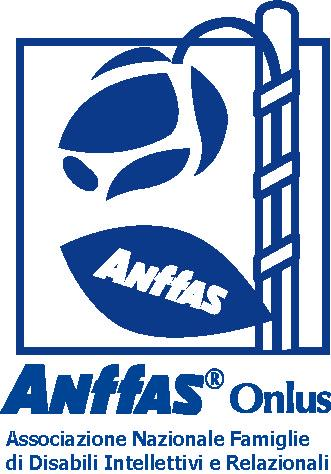 ANffAS
ANffAS® Onlus
Associazione Nazionale Famiglie
di Disabili Intellettivi e Relazionali